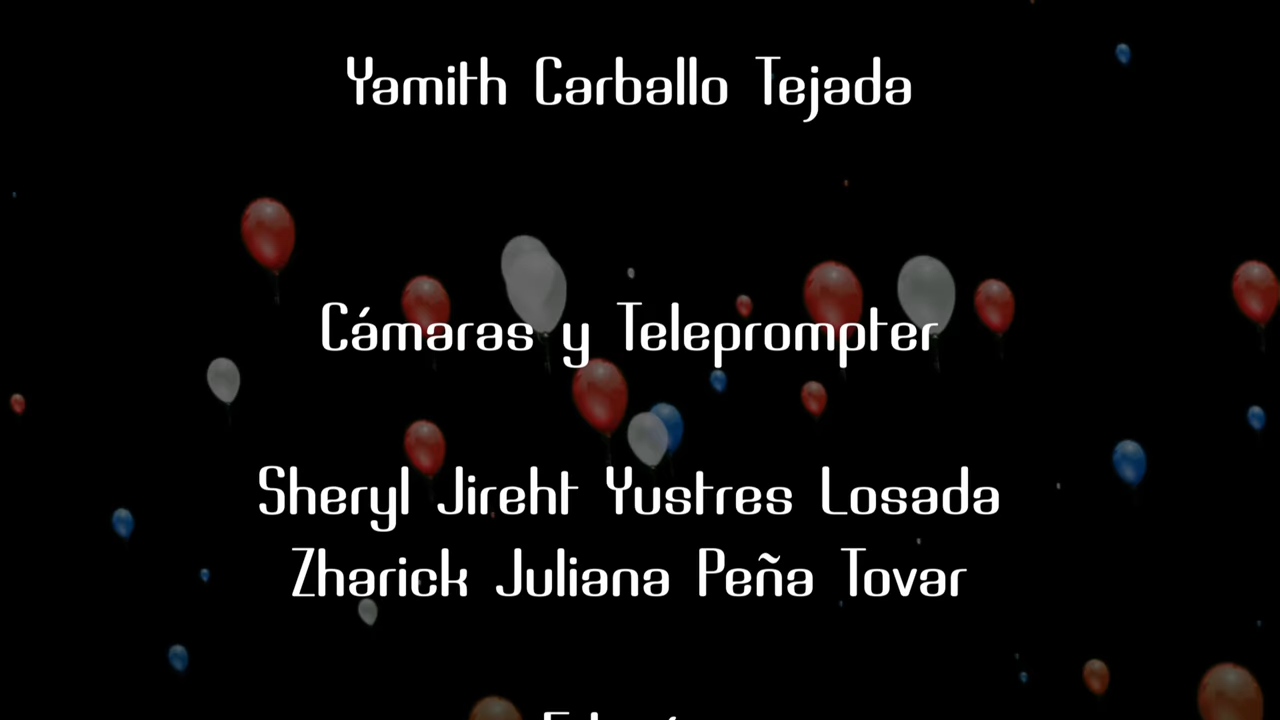 Yamith Carballo Tejada
Cámaras y Teleprompter
Sheryl Jireht Yustres Losada
Zharick Juliana Peña Tovar